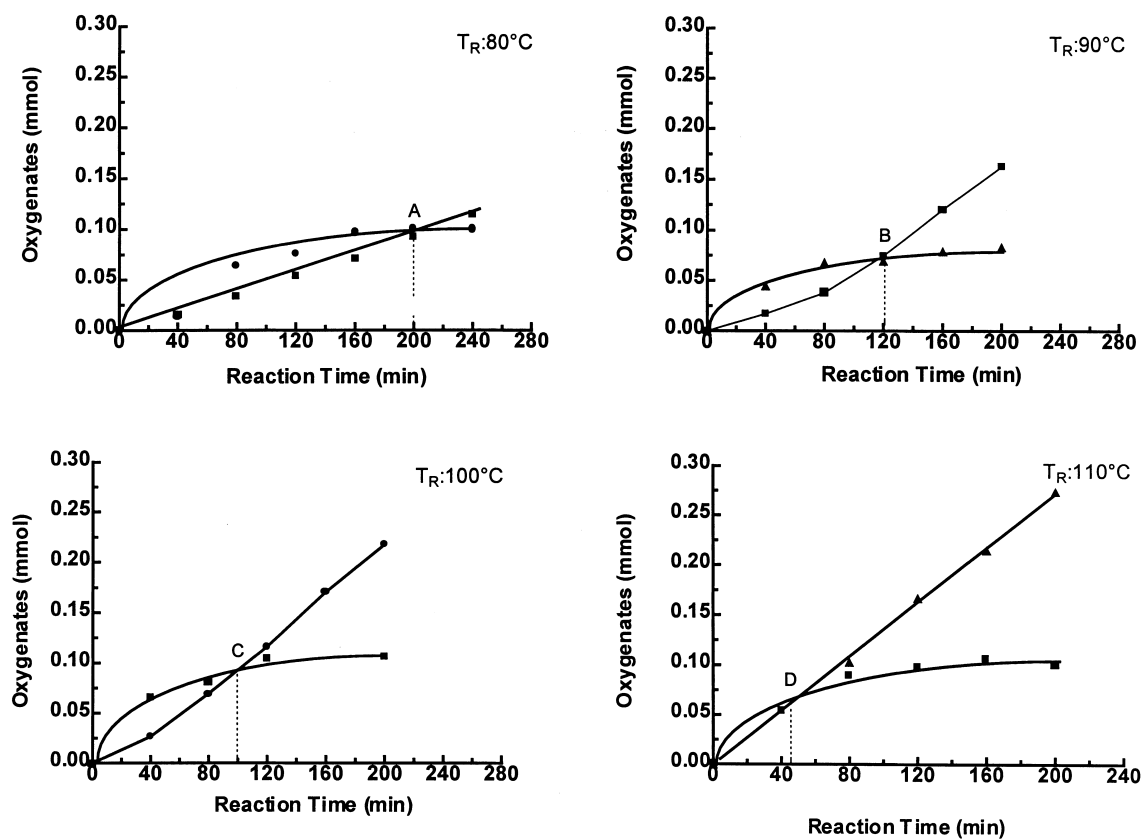 0.30
0.25
0.20
0.15
0.10
0.05
0.00
Oxygenates (mmol)
T_R:80°C
A
0 40 80 120 160 200 240 280
Reaction Time (min)
0.30
0.25
0.20
0.15
0.10
0.05
0.00
Oxygenates (mmol)
T_R:90°C
B
0 40 80 120 160 200 240 280
Reaction Time (min)
0.30
0.25
0.20
0.15
0.10
0.05
0.00
Oxygenates (mmol)
T_R:100°C
C
0 40 80 120 160 200 240 280
Reaction Time (min)
0.30
0.25
0.20
0.15
0.10
0.05
0.00
Oxygenates (mmol)
T_R:110°C
D
0 40 80 120 160 200 240
Reaction Time (min)